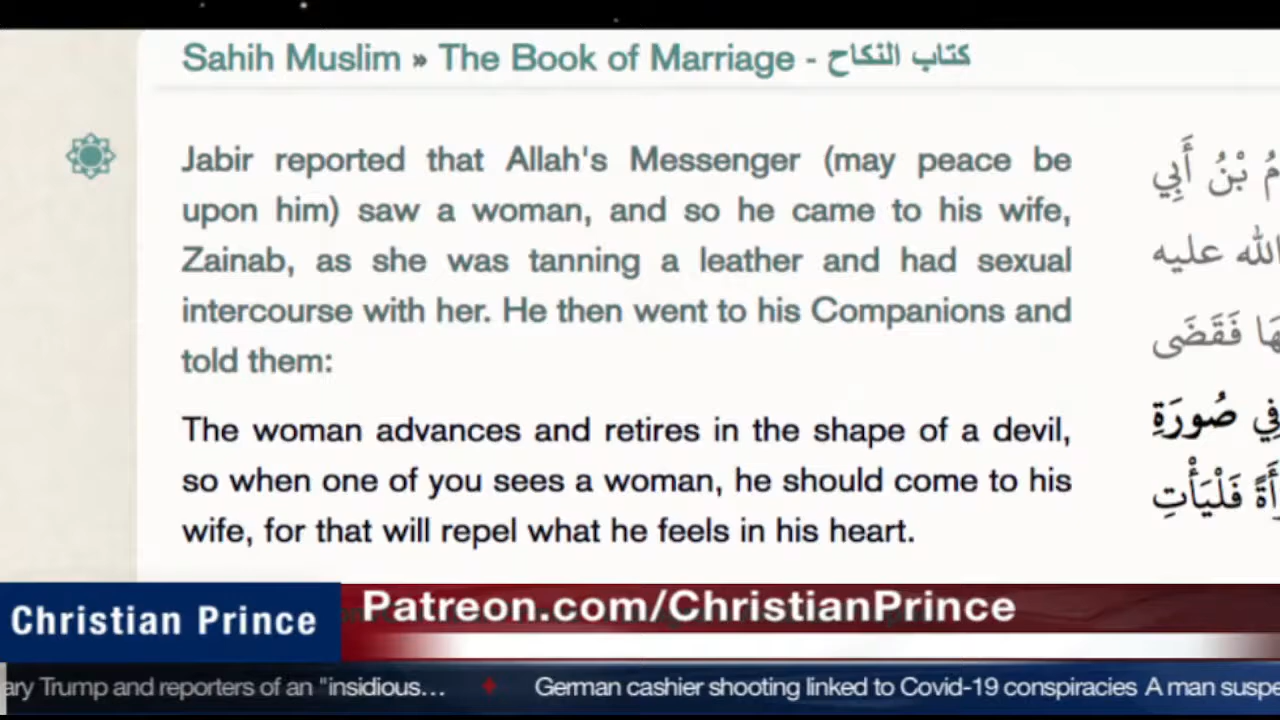 Sahih Muslim » The Book of Marriage - كتاب النكاح
Jabir reported that Allah's Messenger (may peace be
upon him) saw a woman, and so he came to his wife,
Zainab, as she was tanning a leather and had sexual
intercourse with her. He then went to his Companions and
told them:
The woman advances and retires in the shape of a devil,
so when one of you sees a woman, he should come to his
wife, for that will repel what he feels in his heart.
مُ بْنُ أَبِي
الله عليه
هَا فَقَضَى
فِي صُورَةِ
أَةً فَلْيَأْتِ
Christian Prince
Patreon.com/ChristianPrince
ary Trump and reporters of an "insidious… ♦ German cashier shooting linked to Covid-19 conspiracies A man suspe